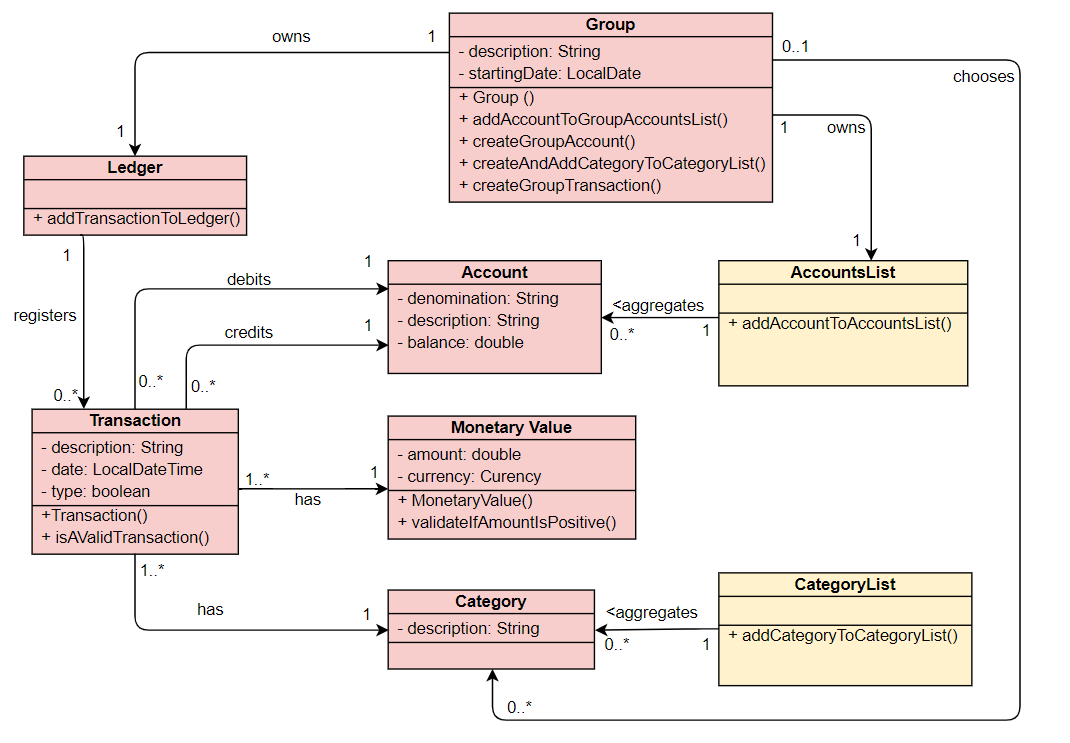 Group
- description: String
- startingDate: LocalDate
+ Group ()
+ addAccountToGroupAccountsList()
+ createGroupAccount()
+ createAndAddCategoryToCategoryList()
+ createGroupTransaction()
owns
1
1
0..1
chooses
1
owns
1
Ledger
+ addTransactionToLedger()
1
registers
0..*
debits
1
0..*
credits
1
0..*
Account
- denomination: String
- description: String
- balance: double
<aggregates
0..*
1
AccountsList
+ addAccountToAccountsList()
Transaction
- description: String
- date: LocalDateTime
- type: boolean
+Transaction()
+ isAValidTransaction()
1..*
has
1
Monetary Value
- amount: double
- currency: Curency
+ MonetaryValue()
+ validateIfAmountIsPositive()
1..*
has
1
Category
- description: String
<aggregates
0..*
1
CategoryList
+ addCategoryToCategoryList()
0..*